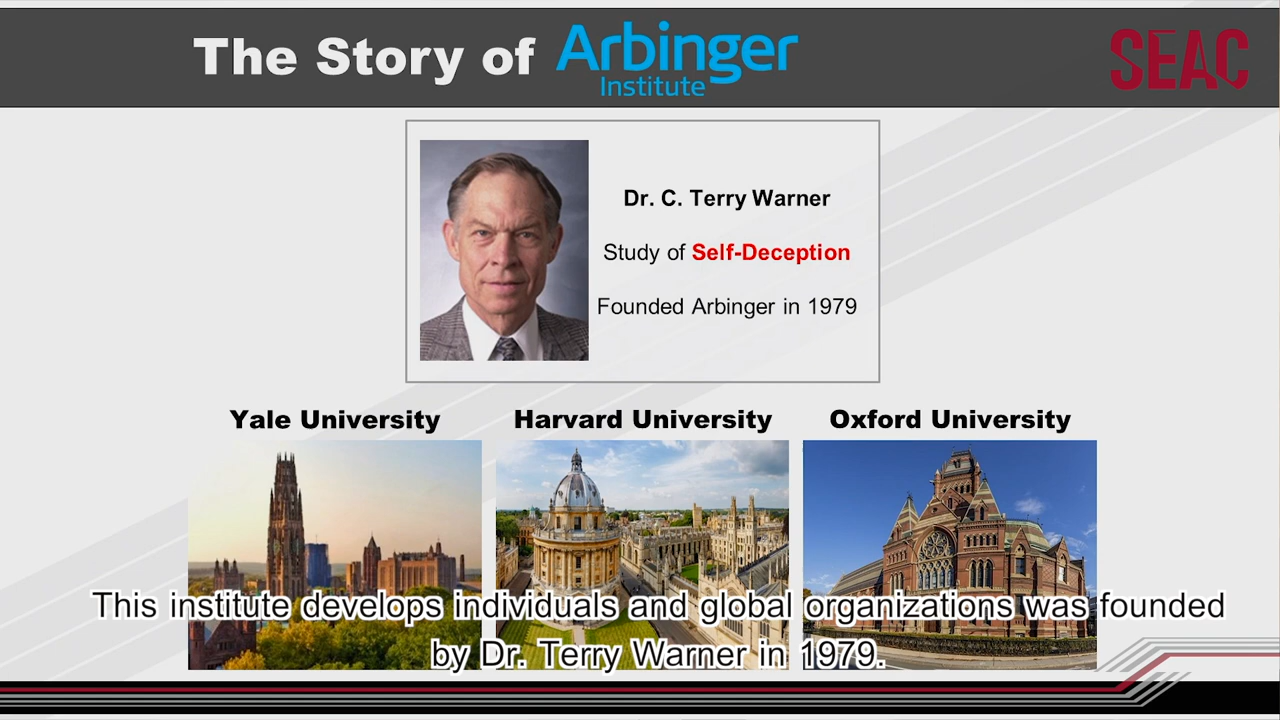 The Story of Arbinger
Institute
SEAC
Dr. C. Terry Warner
Study of Self-Deception
Founded Arbinger in 1979
Yale University
Harvard University
Oxford University
This institute develops individuals and global organizations was founded
by Dr. Terry Warner in 1979.